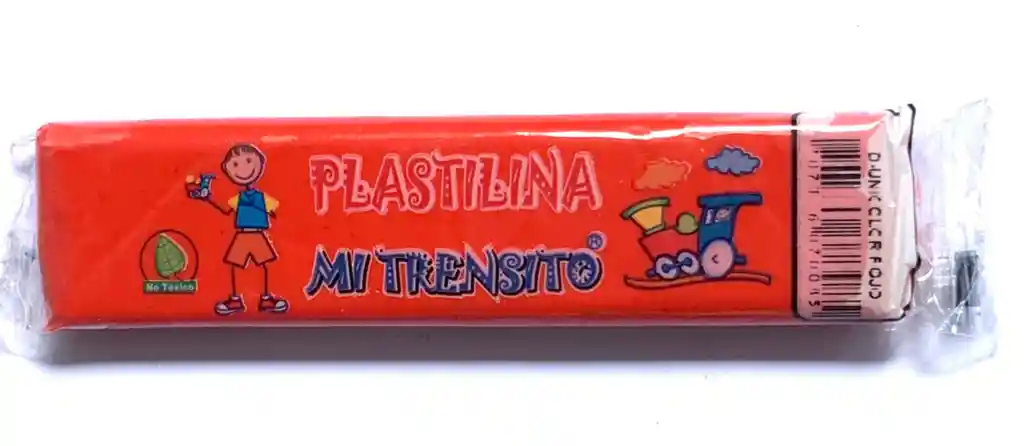 PLASTILINA
MI TRENSITO®
No Tóxico